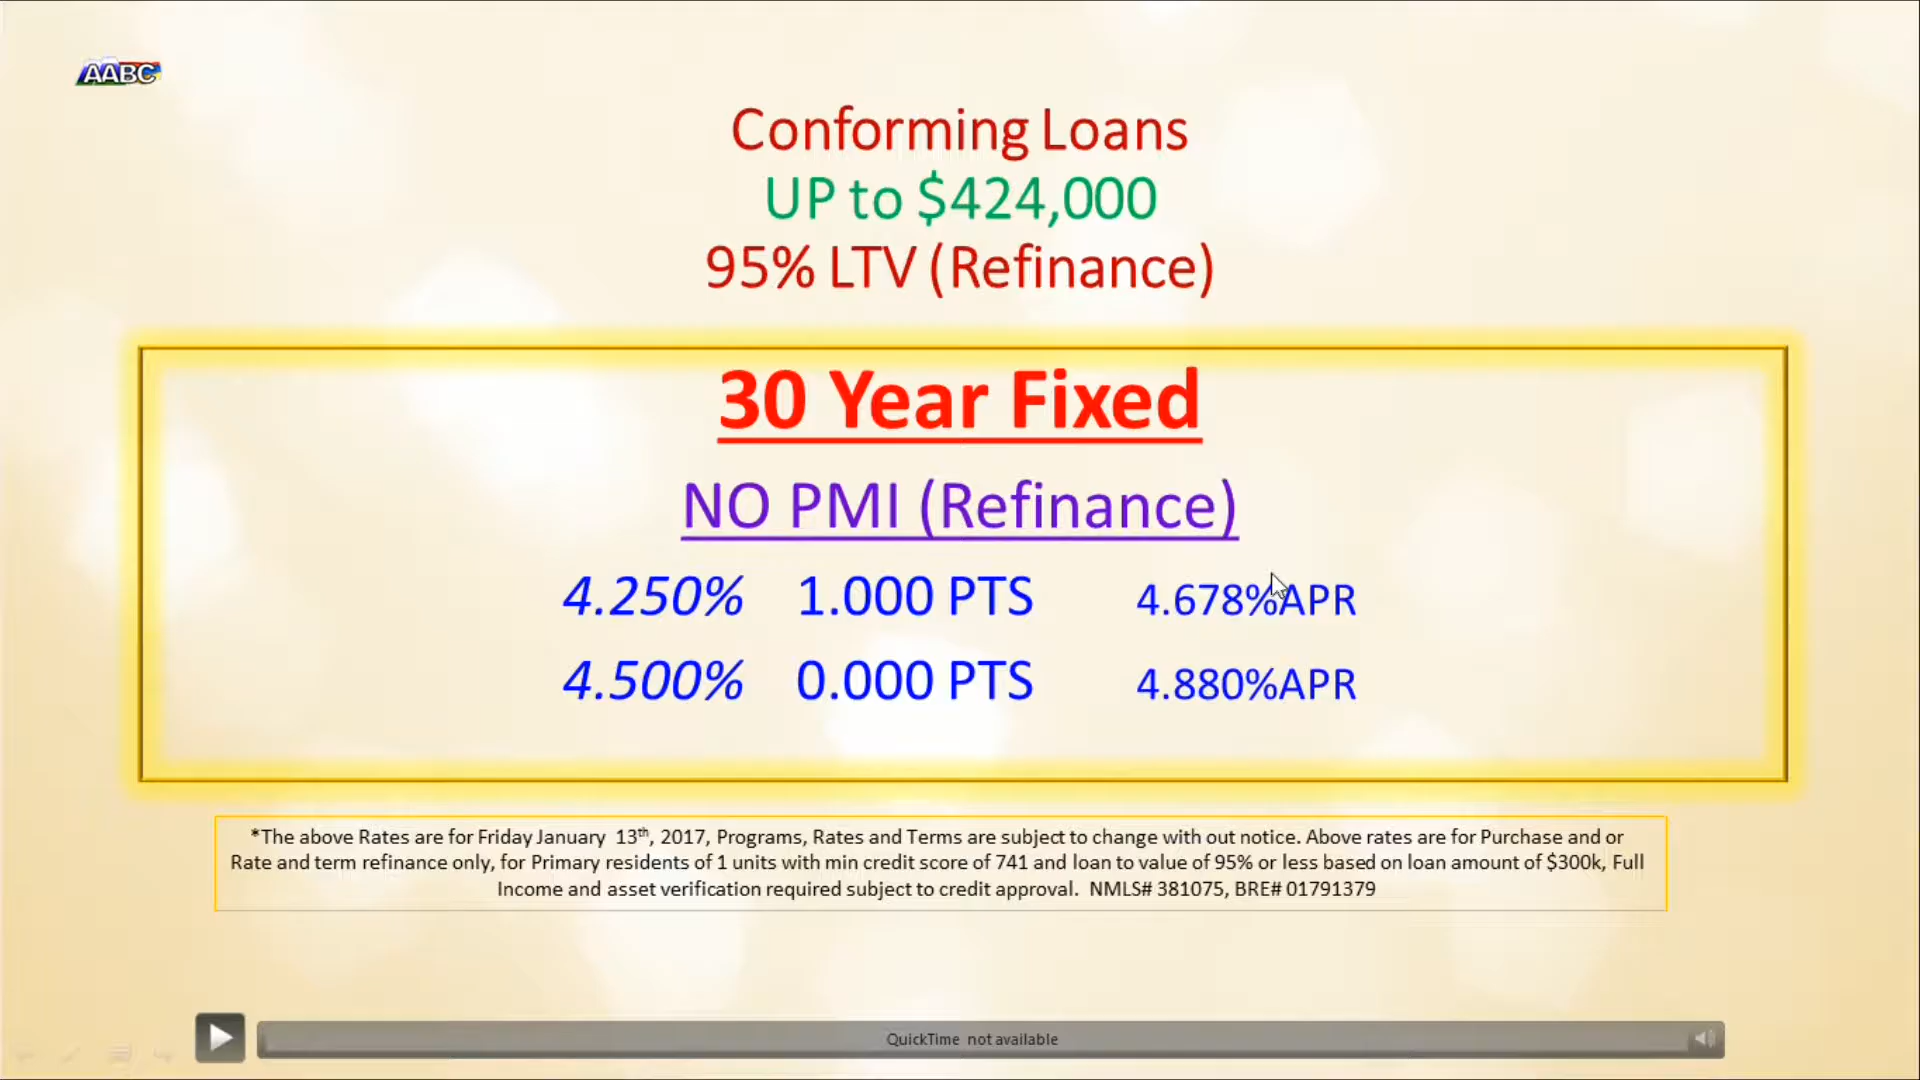 AABC
Conforming Loans
UP to $424,000
95% LTV (Refinance)
30 Year Fixed
NO PMI (Refinance)
4.250% 1.000 PTS 4.678%APR
4.500% 0.000 PTS 4.880%APR
*The above Rates are for Friday January 13th, 2017, Programs, Rates and Terms are subject to change with out notice. Above rates are for Purchase and or
Rate and term refinance only, for Primary residents of 1 units with min credit score of 741 and loan to value of 95% or less based on loan amount of $300k, Full
Income and asset verification required subject to credit approval. NMLS# 381075, BRE# 01791379
QuickTime not available